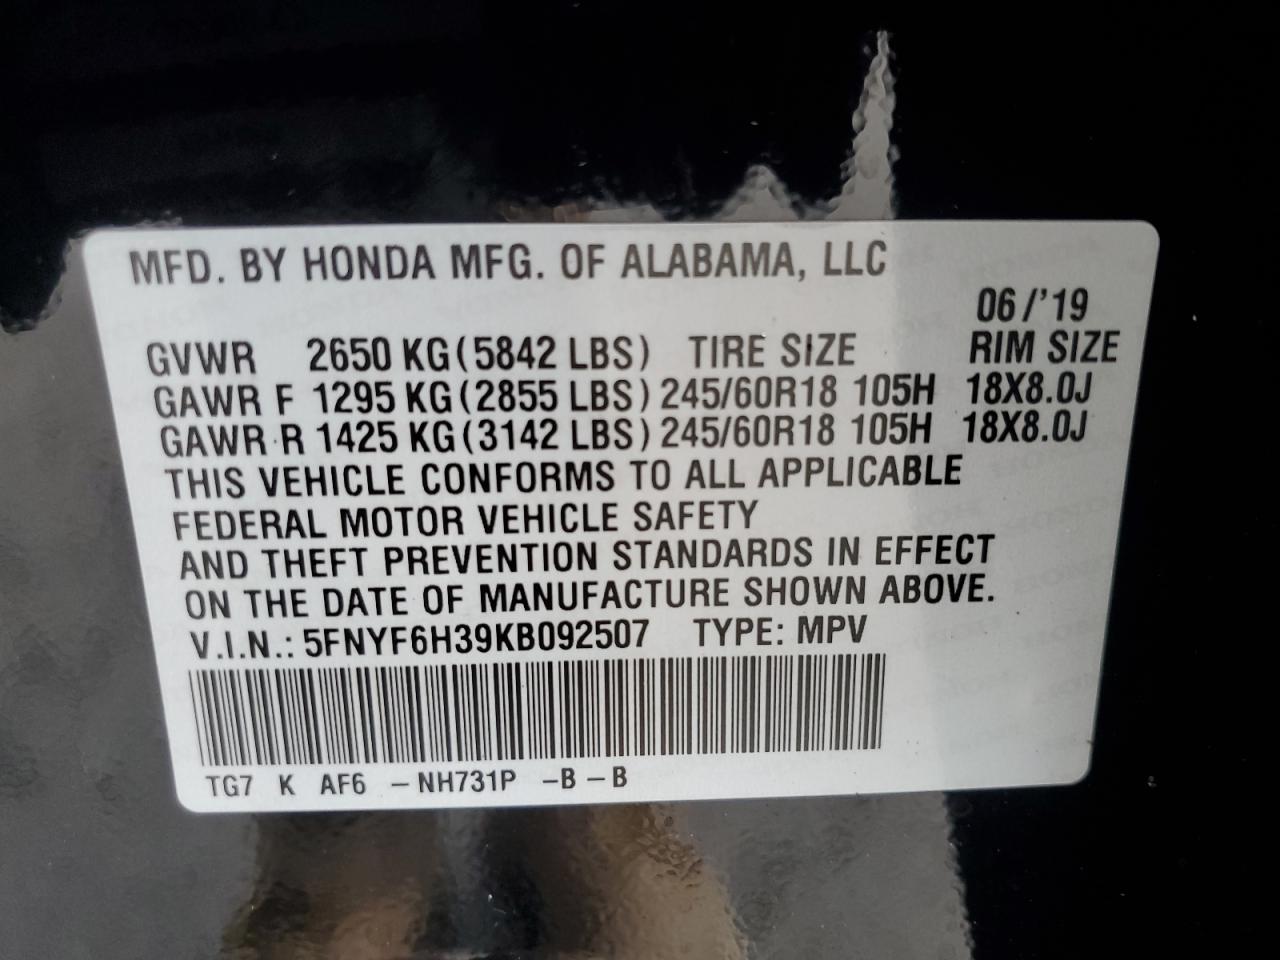 MFD. BY HONDA MFG. OF ALABAMA, LLC
06/'19
GVWR 2650 KG(5842 LBS) TIRE SIZE RIM SIZE
GAWR F 1295 KG(2855 LBS) 245/60R18 105H 18X8.0J
GAWR R 1425 KG(3142 LBS) 245/60R18 105H 18X8.0J
THIS VEHICLE CONFORMS TO ALL APPLICABLE
FEDERAL MOTOR VEHICLE SAFETY
AND THEFT PREVENTION STANDARDS IN EFFECT
ON THE DATE OF MANUFACTURE SHOWN ABOVE.
V.I.N.: 5FNYF6H39KB092507 TYPE: MPV
TG7 K AF6 – NH731P –B – B